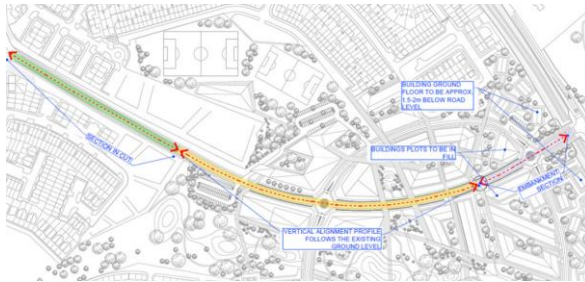 BUILDING GROUND
FLOOR TO BE APPROX.
1.5-2m BELOW ROAD
LEVEL
BUILDINGS PLOTS TO BE IN
FILL
SECTION IN CUT
EMBANKMENT
SECTION
VERTICAL ALIGNMENT PROFILE
FOLLOWS THE EXISTING
GROUND LEVEL